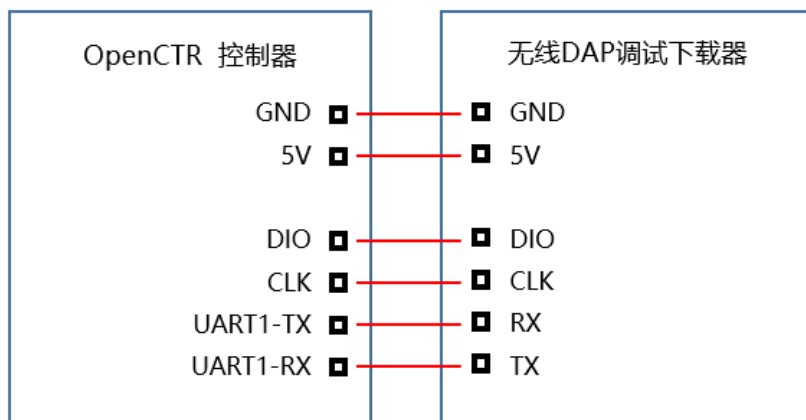 OpenCTR 控制器
无线DAP调试下载器
GND
GND
5V
5V
DIO
DIO
CLK
CLK
UART1-TX
RX
UART1-RX
TX